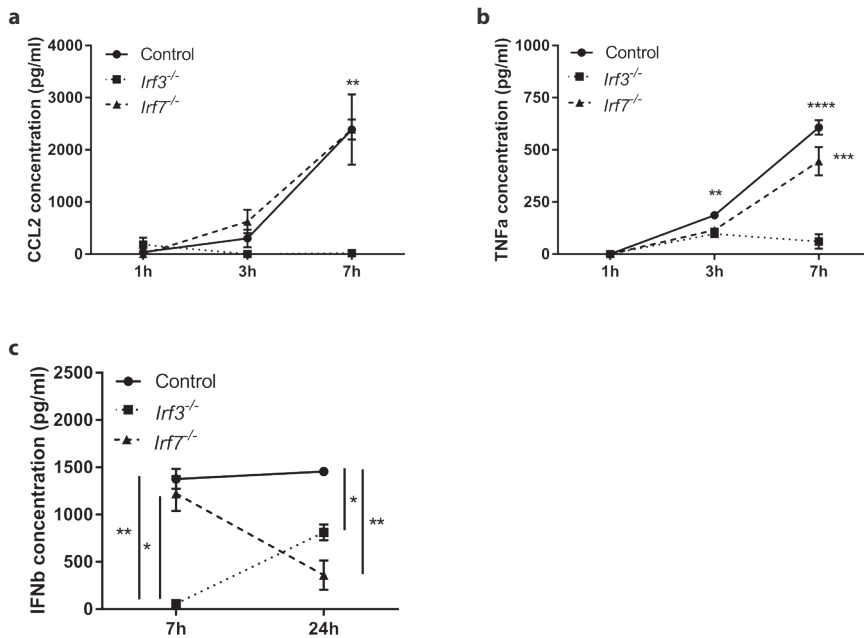 a
CCL2 concentration (pg/ml)
4000
3000
2000
1000
0
Control
Irf3-/-
Irf7-/-
**
1h 3h 7h
b
TNFa concentration (pg/ml)
1000
750
500
250
0
Control
Irf3-/-
Irf7-/-
**
****
***
1h 3h 7h
c
IFNb concentration (pg/ml)
2500
2000
1500
1000
500
0
Control
Irf3-/-
Irf7-/-
**
*
*
**
7h 24h